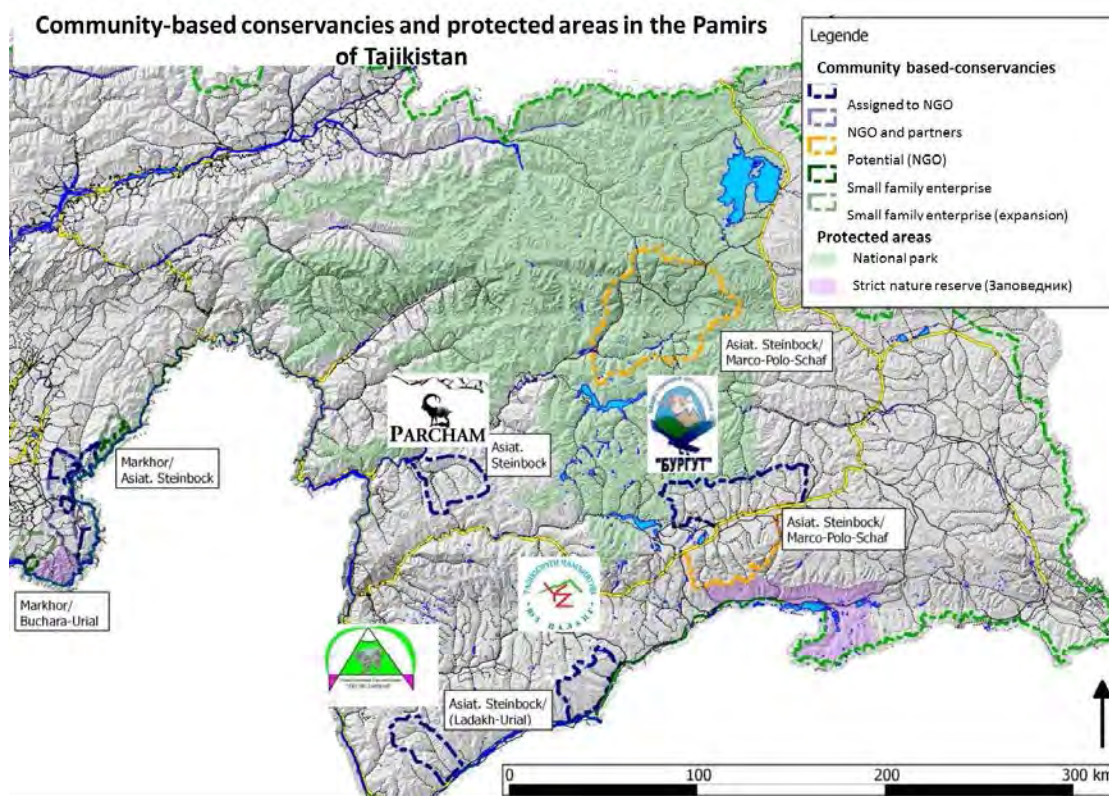 Community-based conservancies and protected areas in the Pamirs
of Tajikistan
Legende
Community based-conservancies
Assigned to NGO
NGO and partners
Potential (NGO)
Small family enterprise
Small family enterprise (expansion)
Protected areas
National park
Strict nature reserve (Заповедник)
Asiat. Steinbock/
Marco-Polo-Schaf
PARCHAM
Asiat.
Steinbock
"БУРГУТ"
Markhor/
Asiat. Steinbock
Asiat. Steinbock/
Marco-Polo-Schaf
Markhor/
Buchara-Urial
Asiat. Steinbock/
(Ladakh-Urial)
0 100 200 300 km